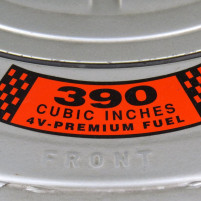 390
CUBIC INCHES
4V-PREMIUM FUEL
FRONT